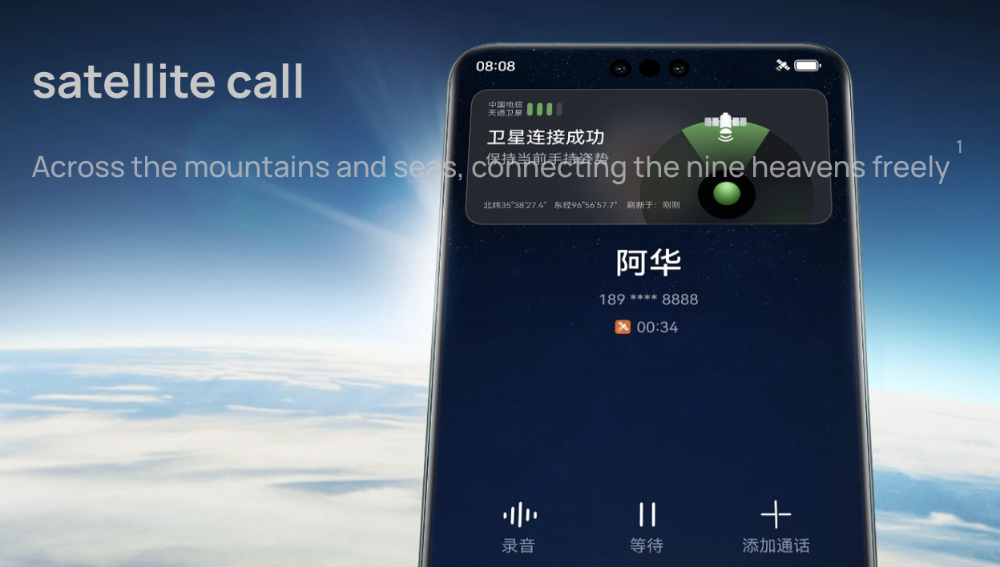 satellite call
Across the mountains and seas, connecting the nine heavens freely
1
08:08
中国电信
天通卫星
卫星连接成功
保持当前手持姿势
北纬35°38'27.4" 东经96°56'57.7" 刷新于：刚刚
阿华
189 **** 8888
00:34
录音 等待 添加通话